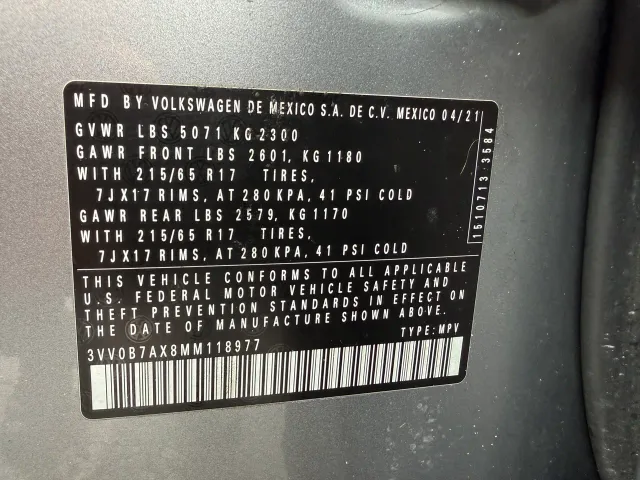 MFD BY VOLKSWAGEN DE MEXICO S.A. DE C.V. MEXICO 04/21
GVWR LBS 5071 KG 2300
GAWR FRONT LBS 2601, KG 1180
WITH 215/65 R17 TIRES,
7JX17 RIMS, AT 280 KPA, 41 PSI COLD
GAWR REAR LBS 2579, KG 1170
WITH 215/65 R17 TIRES,
7JX17 RIMS, AT 280 KPA, 41 PSI COLD
THIS VEHICLE CONFORMS TO ALL APPLICABLE
U.S. FEDERAL MOTOR VEHICLE SAFETY AND
THEFT PREVENTION STANDARDS IN EFFECT ON
THE DATE OF MANUFACTURE SHOWN ABOVE.
3VV0B7AX8MM118977 TYPE: MPV
1510713 3584